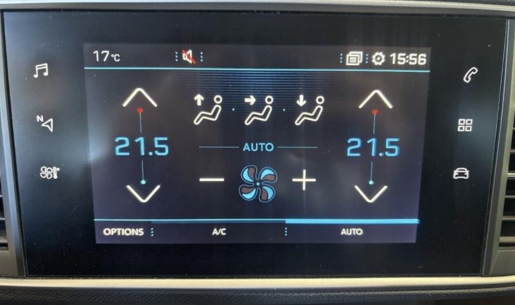 17°C 15:56
N
21.5 21.5
AUTO
OPTIONS A/C AUTO